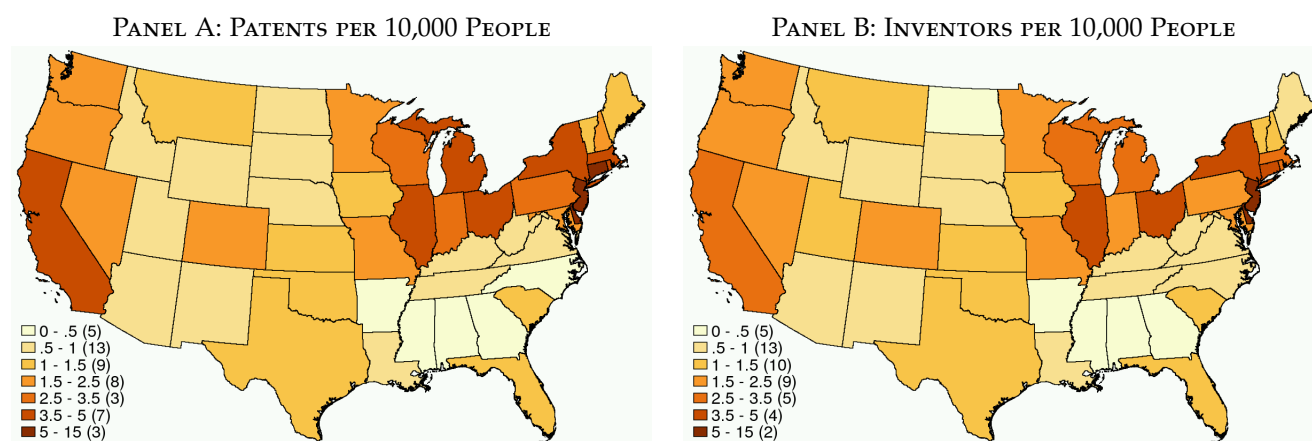 PANEL A: PATENTS PER 10,000 PEOPLE
0 - .5 (5)
.5 - 1 (13)
1 - 1.5 (9)
1.5 - 2.5 (8)
2.5 - 3.5 (3)
3.5 - 5 (7)
5 - 15 (3)
PANEL B: INVENTORS PER 10,000 PEOPLE
0 - .5 (5)
.5 - 1 (13)
1 - 1.5 (10)
1.5 - 2.5 (9)
2.5 - 3.5 (5)
3.5 - 5 (4)
5 - 15 (2)